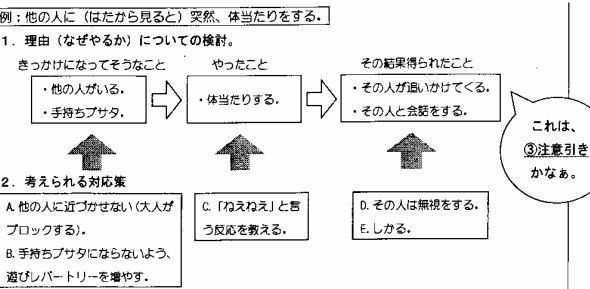 例；他の人に（はたから見ると）突然、体当たりをする．
1．理由（なぜやるか）についての検討。
きっかけになってそうなこと
やったこと
その結果得られたこと
・他の人がいる．
・手持ちブサタ．
・体当たりする．
・その人が追いかけてくる．
・その人と会話をする．
これは、
③注意引き
かなぁ。
2．考えられる対応策
A. 他の人に近づかせない（大人が
ブロックする）．
B. 手持ちブサタにならないよう、
遊びレパートリーを増やす．
C.「ねえねえ」と言
う反応を教える．
D. その人は無視をする．
E. しかる．